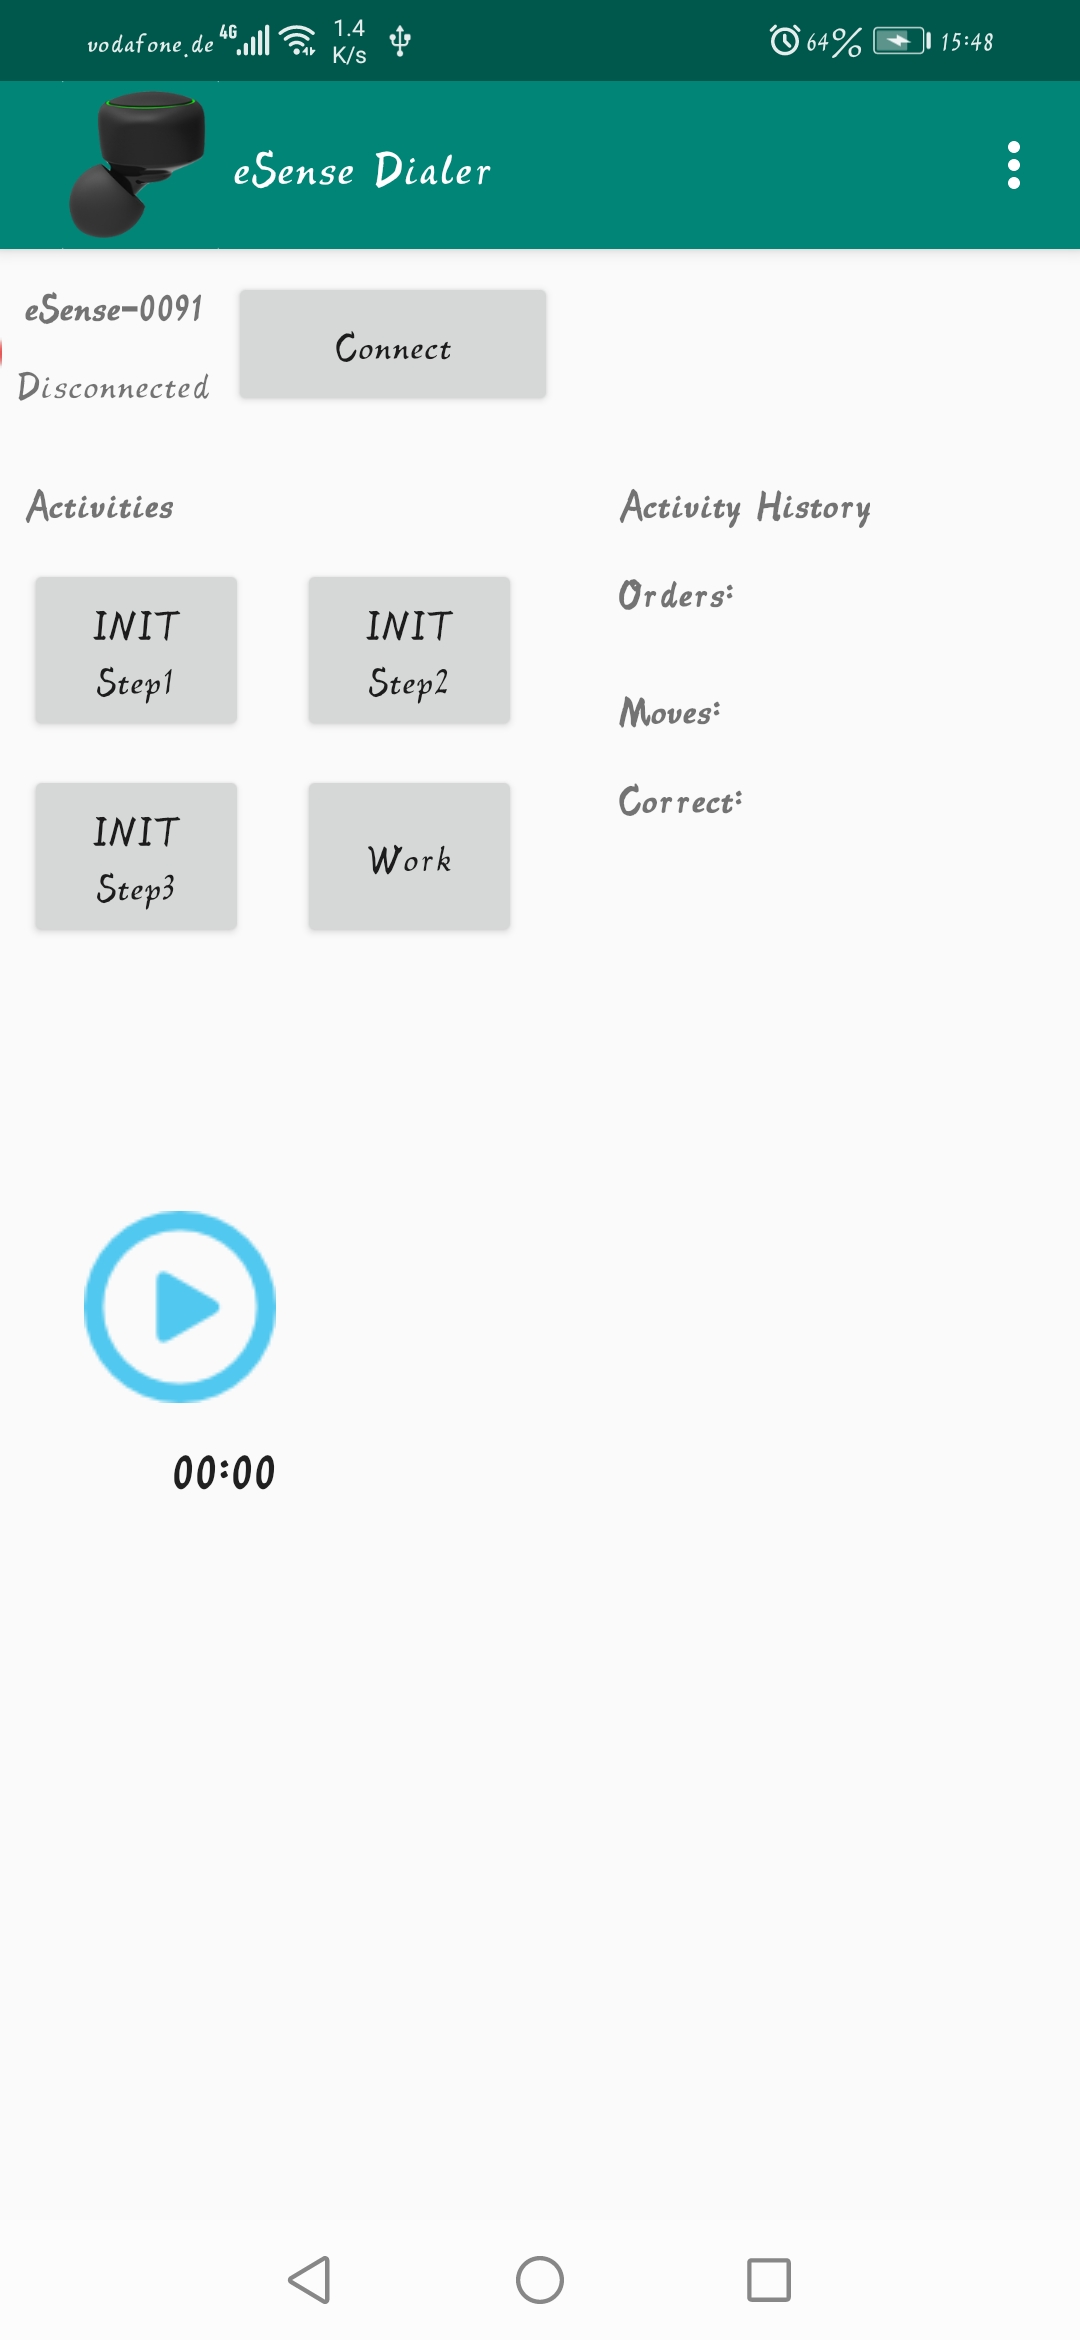 vodafone.de 4G 1.4 K/s 64% 15:48
eSense Dialer
eSense-0091
Connect
Disconnected
Activities
Activity History
INIT
Step1
INIT
Step2
Orders:
Moves:
INIT
Step3
Work
Correct:
00:00